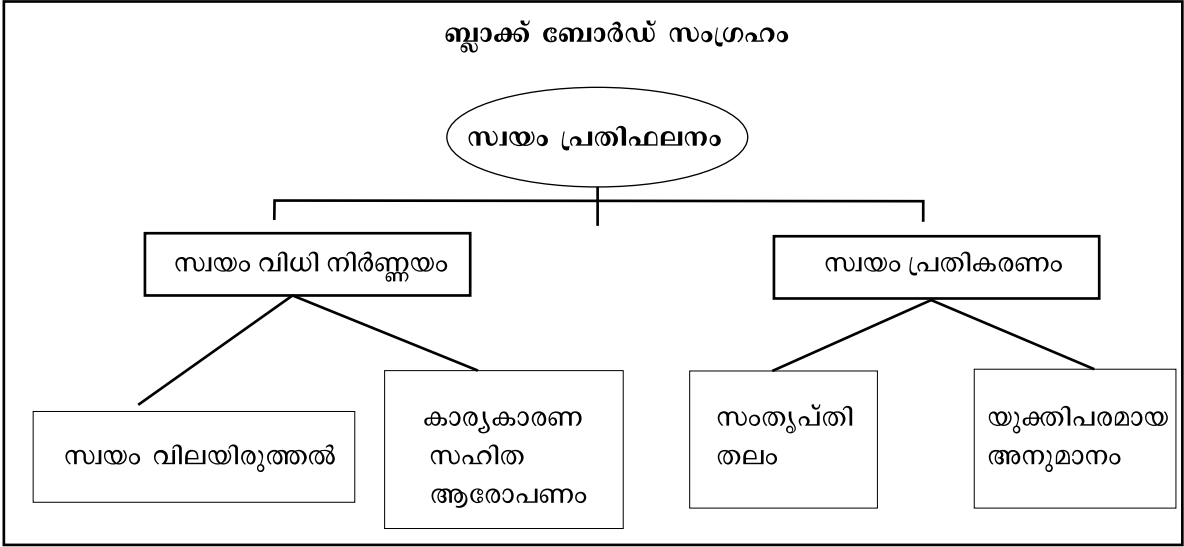 ബ്ലാക്ക് ബോർഡ് സംഗ്രഹം
സ്വയം പ്രതിഫലനം
സ്വയം വിധി നിർണ്ണയം
സ്വയം പ്രതികരണം
സ്വയം വിലയിരുത്തൽ
കാര്യകാരണ
സഹിത
ആരോപണം
സംതൃപ്തി
തലം
യുക്തിപരമായ
അനുമാനം